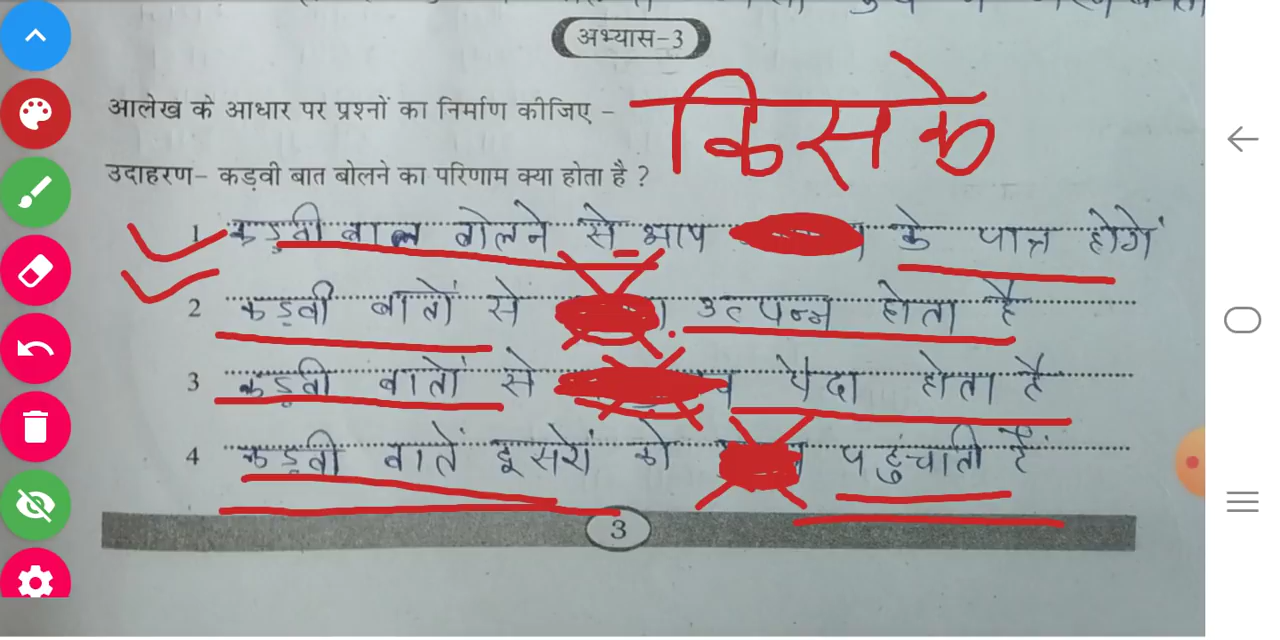 अभ्यास-3
आलेख के आधार पर प्रश्नों का निर्माण कीजिए -
किसके
उदाहरण- कड़वी बात बोलने का परिणाम क्या होता है ?
1 कड़वी बात बोलने से आप के पात्र होगें
2 कड़वी बातों से उत्पन्न होता है
3 कड़वी बातों से पैदा होता है
4 कड़वी बातें दूसरों को पहुंचाती हैं
3